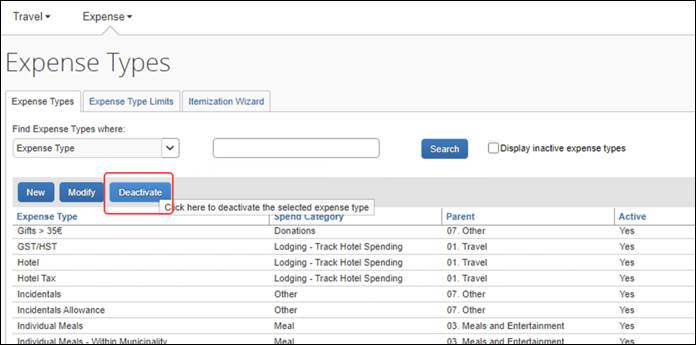 Travel Expense
Expense Types
Expense Types Expense Type Limits Itemization Wizard
Find Expense Types where:
Expense Type Search Display inactive expense types
New Modify Deactivate
Click here to deactivate the selected expense type
Expense Type Spend Category Parent Active
Gifts > 35€ Donations 07. Other Yes
GST/HST Lodging - Track Hotel Spending 01. Travel Yes
Hotel Lodging - Track Hotel Spending 01. Travel Yes
Hotel Tax Lodging - Track Hotel Spending 01. Travel Yes
Incidentals Other 07. Other Yes
Incidentals Allowance Other 07. Other Yes
Individual Meals Meal 03. Meals and Entertainment Yes
Individual Meals - Within Municipality Meal 03. Meals and Entertainment Yes